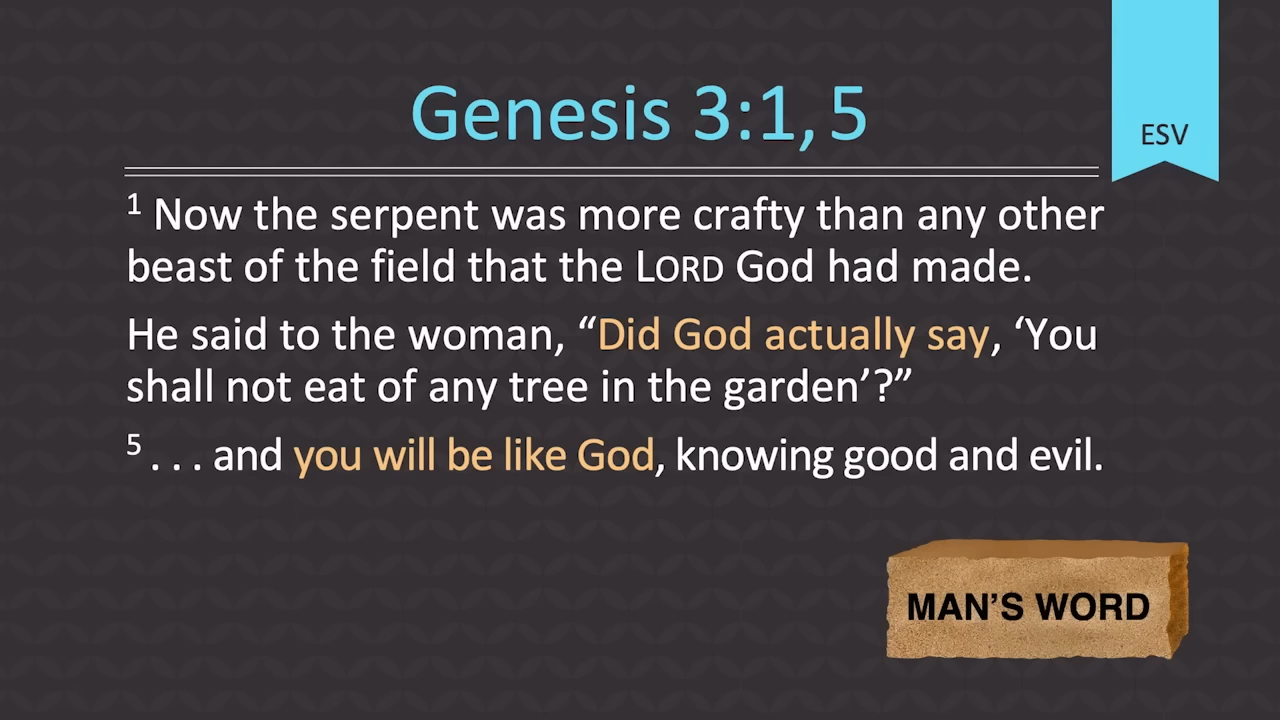 Genesis 3:1, 5
ESV
1 Now the serpent was more crafty than any other
beast of the field that the LORD God had made.
He said to the woman, “Did God actually say, ‘You
shall not eat of any tree in the garden’?”
5 . . . and you will be like God, knowing good and evil.
MAN’S WORD